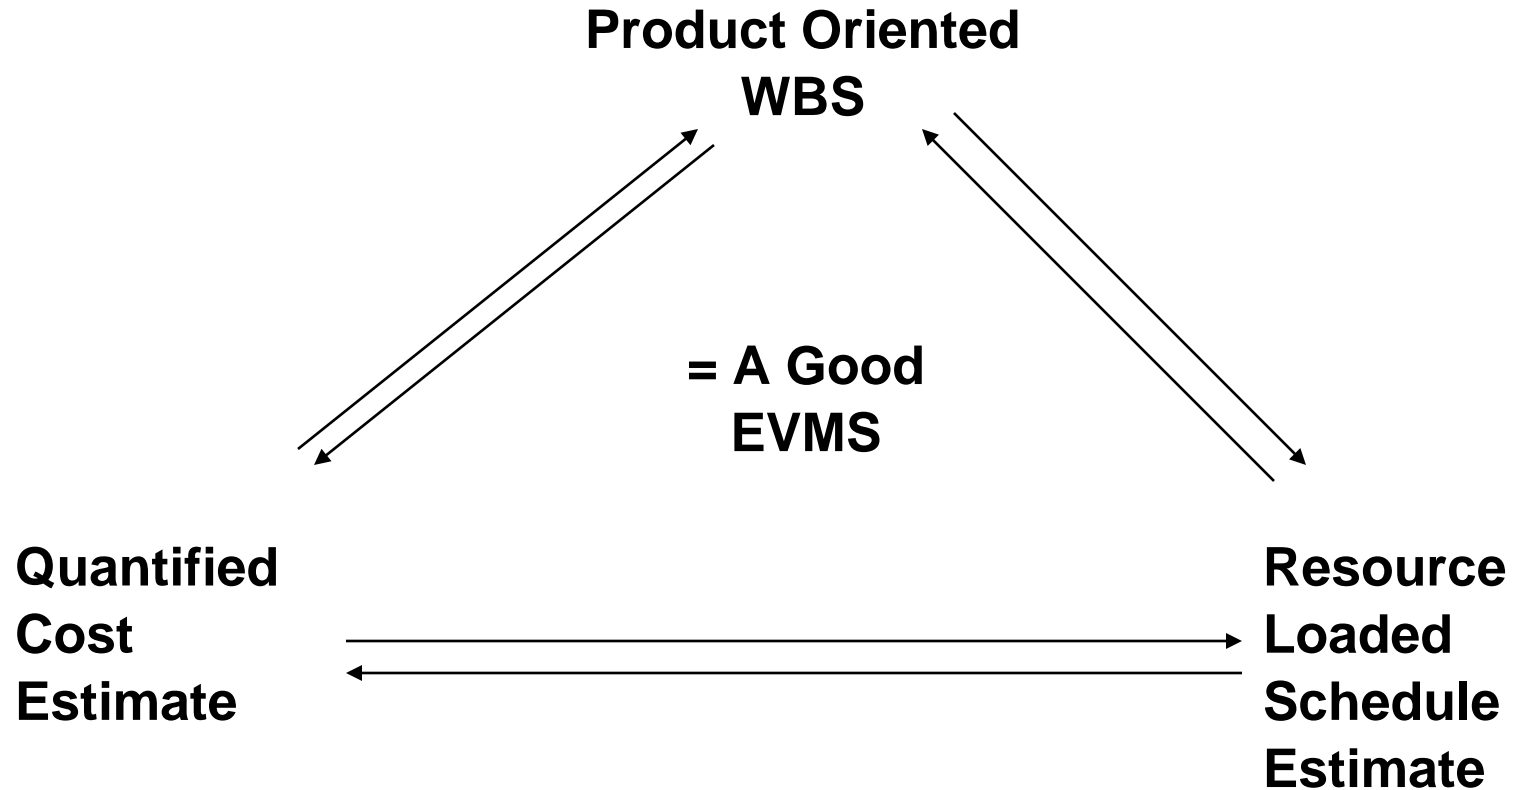 Product Oriented
WBS
= A Good
EVMS
Quantified
Cost
Estimate
Resource
Loaded
Schedule
Estimate